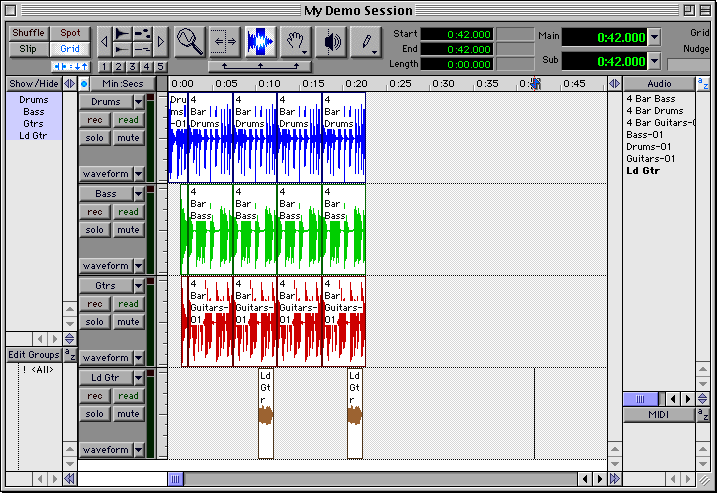 My Demo Session
Shuffle Spot
Slip Grid
1 2 3 4 5
Start 0:42.000
End 0:42.000
Length 0:00.000
Main 0:42.000
Sub 0:42.000
Grid
Nudge
Show/Hide
Drums
Bass
Gtrs
Ld Gtr
Edit Groups
! <All>
Min:Secs
0:00 0:05 0:10 0:15 0:20 0:25 0:30 0:35 0:45
Drums
rec read
solo mute
waveform
Bass
rec read
solo mute
waveform
Gtrs
rec read
solo mute
waveform
Ld Gtr
rec read
solo mute
waveform
Dru 4 4 4 4
ms Bar Bar Bar Bar
-01 Drums Drums Drums Drums
4 4 4 4
Bar Bar Bar Bar
Bass Bass Bass Bass
4 4 4 4
Bar Bar Bar Bar
Guitars- Guitars- Guitars- Guitars-
01 01 01 01
Ld Ld
Gt Gt
r r
Audio
4 Bar Bass
4 Bar Drums
4 Bar Guitars-
Bass-01
Drums-01
Guitars-01
Ld Gtr
MIDI